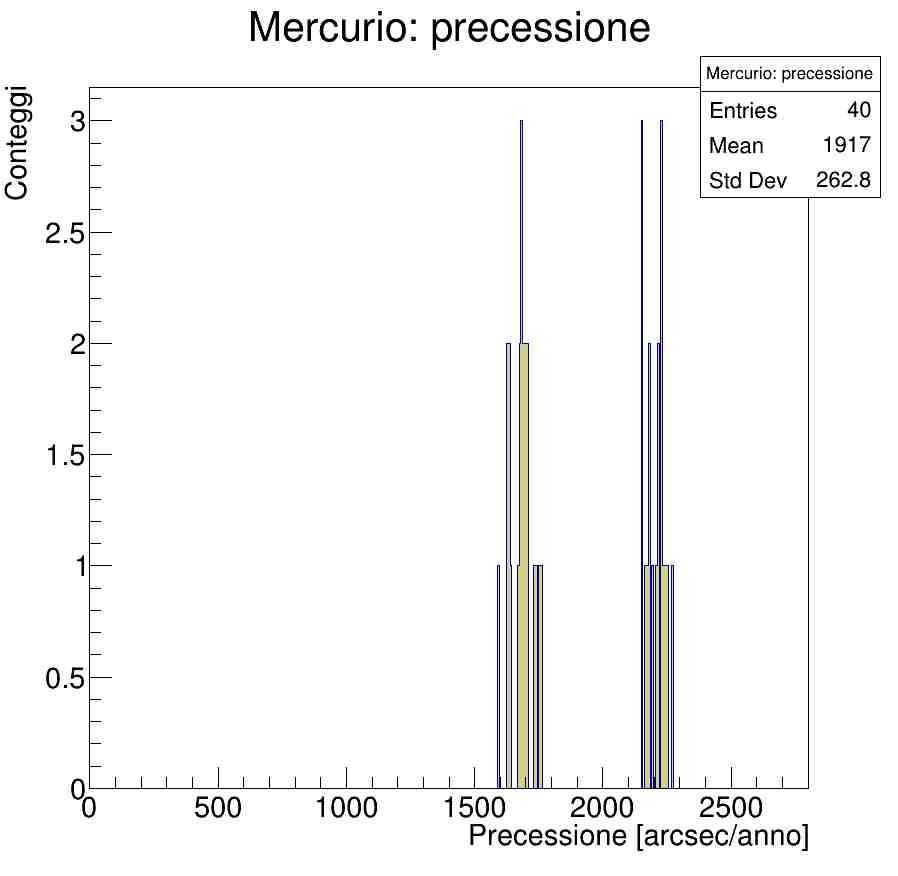 Mercurio: precessione
Mercurio: precessione
Entries 40
Mean 1917
Std Dev 262.8
Conteggi
3
2.5
2
1.5
1
0.5
0
0 500 1000 1500 2000 2500
Precessione [arcsec/anno]